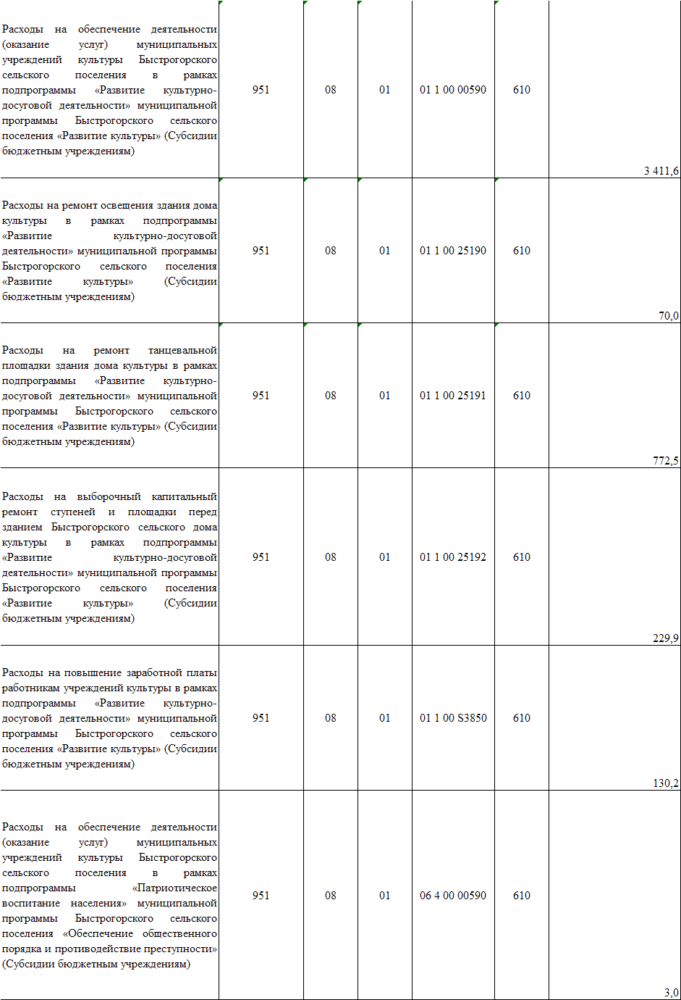 Расходы на обеспечение деятельности
(оказание услуг) муниципальных
учреждений культуры Быстрогорского
сельского поселения в рамках
подпрограммы «Развитие культурно-
досуговой деятельности» муниципальной
программы Быстрогорского сельского
поселения «Развитие культуры» (Субсидии
бюджетным учреждениям)
951 08 01 01 1 00 00590 610
3 411,6
Расходы на ремонт освещения здания дома
культуры в рамках подпрограммы
«Развитие культурно-досуговой
деятельности» муниципальной программы
Быстрогорского сельского поселения
«Развитие культуры» (Субсидии
бюджетным учреждениям)
951 08 01 01 1 00 25190 610
70,0
Расходы на ремонт танцевальной
площадки здания дома культуры в рамках
подпрограммы «Развитие культурно-
досуговой деятельности» муниципальной
программы Быстрогорского сельского
поселения «Развитие культуры» (Субсидии
бюджетным учреждениям)
951 08 01 01 1 00 25191 610
772,5
Расходы на выборочный капитальный
ремонт ступеней и площадки перед
зданием Быстрогорского сельского дома
культуры в рамках подпрограммы
«Развитие культурно-досуговой
деятельности» муниципальной программы
Быстрогорского сельского поселения
«Развитие культуры» (Субсидии
бюджетным учреждениям)
951 08 01 01 1 00 25192 610
229,9
Расходы на повышение заработной платы
работникам учреждений культуры в рамках
подпрограммы «Развитие культурно-
досуговой деятельности» муниципальной
программы Быстрогорского сельского
поселения «Развитие культуры» (Субсидии
бюджетным учреждениям)
951 08 01 01 1 00 S3850 610
130,2
Расходы на обеспечение деятельности
(оказание услуг) муниципальных
учреждений культуры Быстрогорского
сельского поселения в рамках
подпрограммы «Патриотическое
воспитание населения» муниципальной
программы Быстрогорского сельского
поселения «Обеспечение общественного
порядка и противодействие преступности»
(Субсидии бюджетным учреждениям)
951 08 01 06 4 00 00590 610
3,0